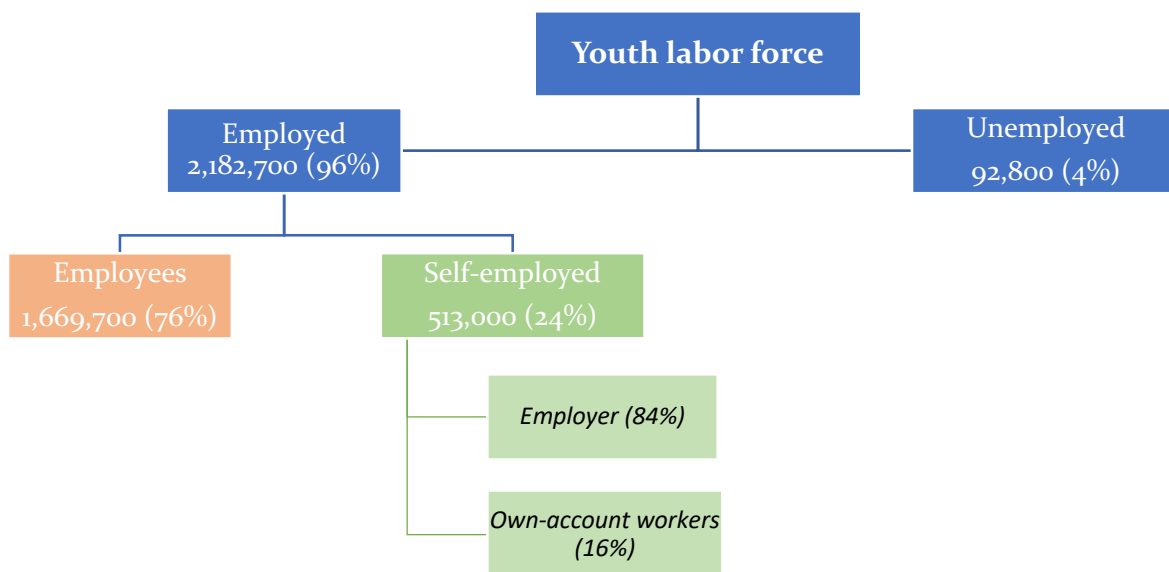 Youth labor force
Employed
2,182,700 (96%)
Unemployed
92,800 (4%)
Employees
1,669,700 (76%)
Self-employed
513,000 (24%)
Employer (84%)
Own-account workers
(16%)